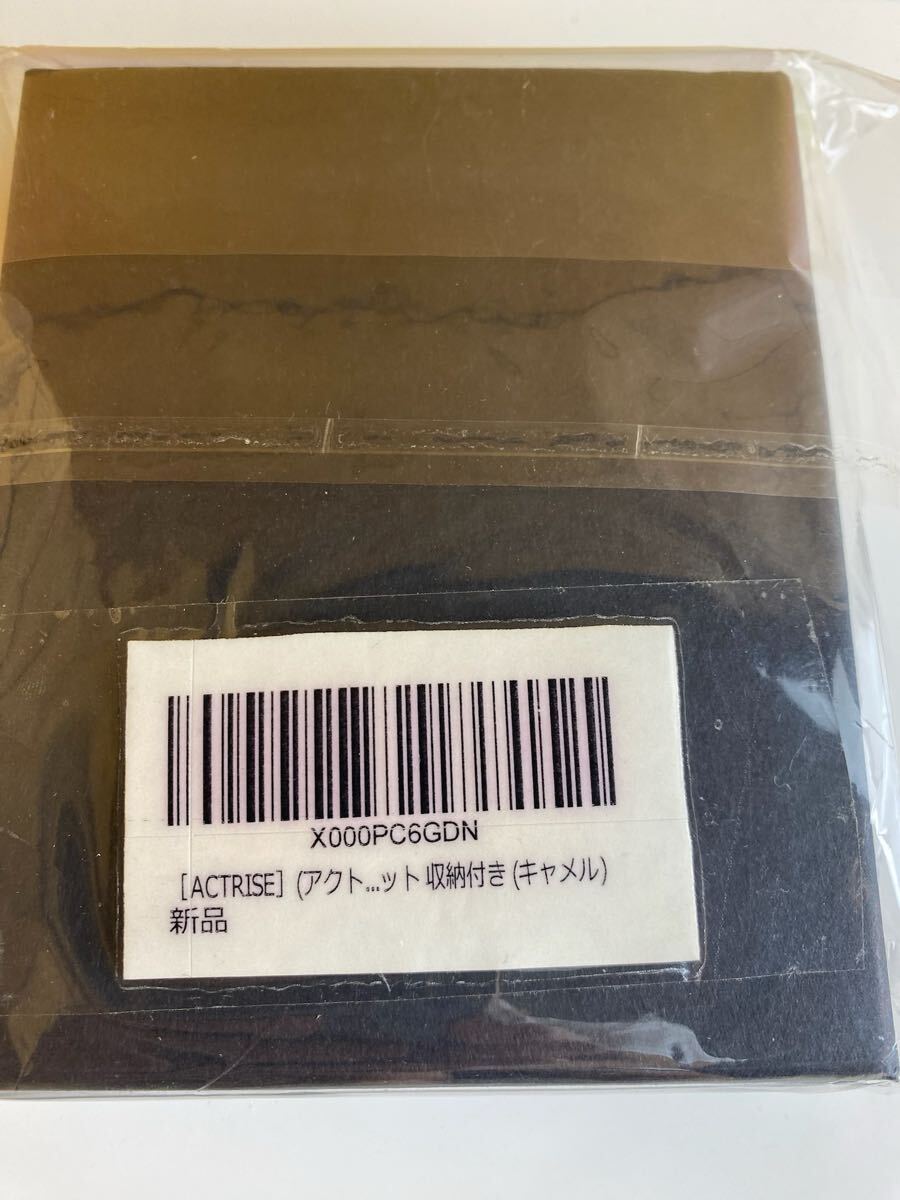 X000PC6GDN
[ACTRISE] (アクト...ット 収納付き (キャメル)
新品